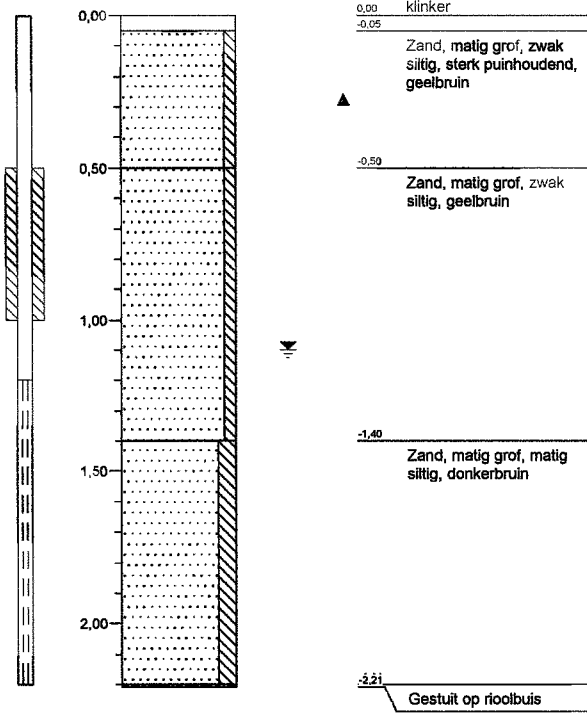 0,00
0,50
1,00
1,50
2,00
0,00 klinker
-0,05
Zand, matig grof, zwak
siltig, sterk puinhoudend,
geelbruin
-0,50
Zand, matig grof, zwak
siltig, geelbruin
-1,40
Zand, matig grof, matig
siltig, donkerbruin
-2,21
Gestuit op rioolbuis